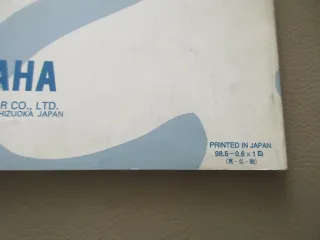 AHA
R CO., LTD.
HIZUOKA JAPAN
PRINTED IN JAPAN
98.5－0.6×1